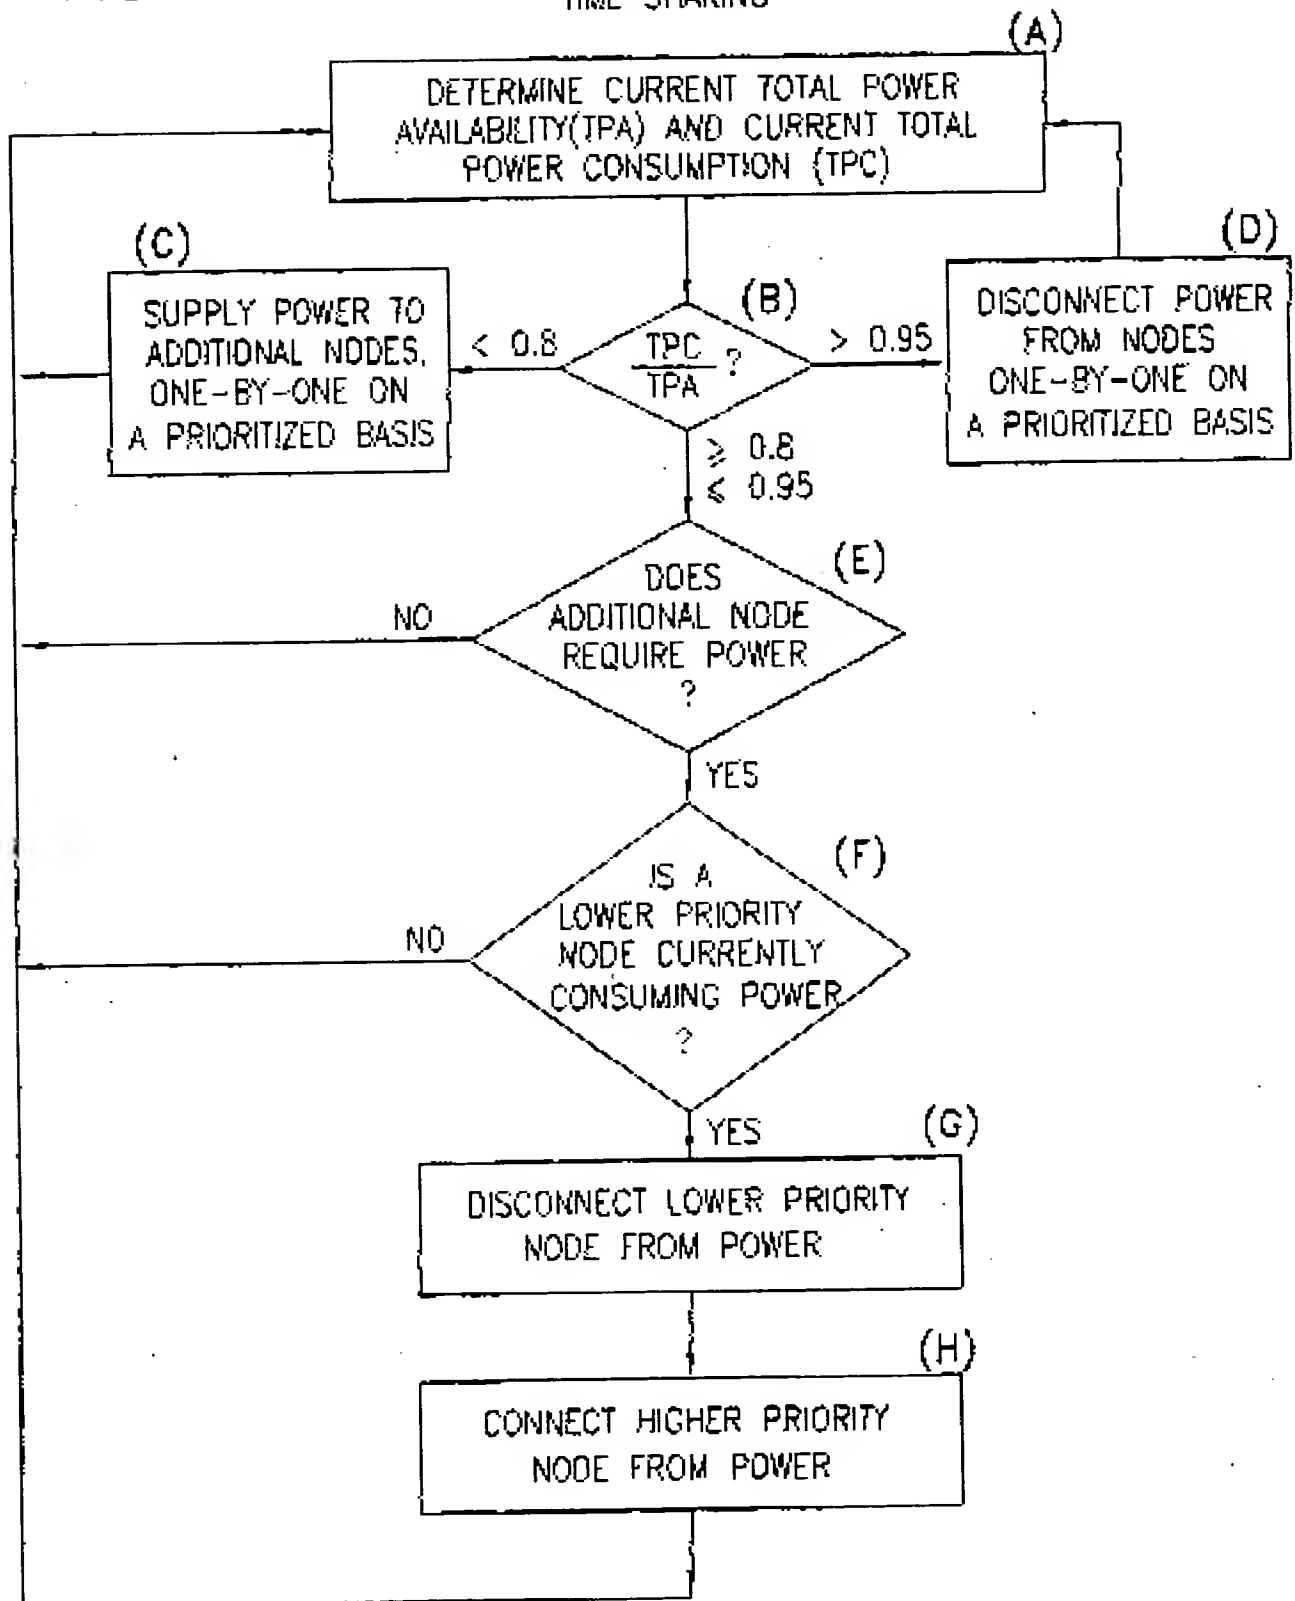 TIME SHARING
(A)
DETERMINE CURRENT TOTAL POWER
AVAILABILITY(TPA) AND CURRENT TOTAL
POWER CONSUMPTION (TPC)
(C)
SUPPLY POWER TO
ADDITIONAL NODES,
ONE-BY-ONE ON
A PRIORITIZED BASIS
< 0.8
(B)
TPC
TPA
?
> 0.95
(D)
DISCONNECT POWER
FROM NODES
ONE-BY-ONE ON
A PRIORITIZED BASIS
⩾ 0.8
⩽ 0.95
(E)
DOES
ADDITIONAL NODE
REQUIRE POWER
?
NO
YES
(F)
IS A
LOWER PRIORITY
NODE CURRENTLY
CONSUMING POWER
?
NO
YES
(G)
DISCONNECT LOWER PRIORITY
NODE FROM POWER
(H)
CONNECT HIGHER PRIORITY
NODE FROM POWER